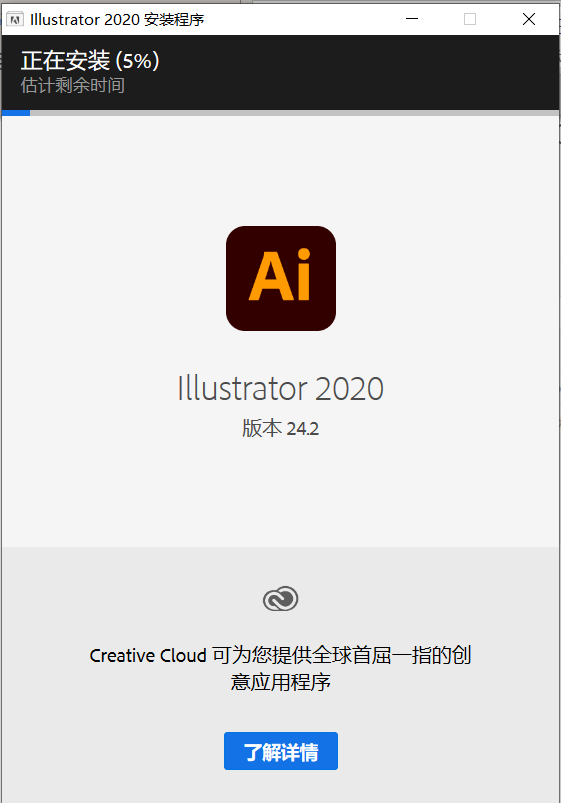 Illustrator 2020 安装程序
正在安装 (5%)
估计剩余时间
Ai
Illustrator 2020
版本 24.2
Creative Cloud 可为您提供全球首屈一指的创
意应用程序
了解详情